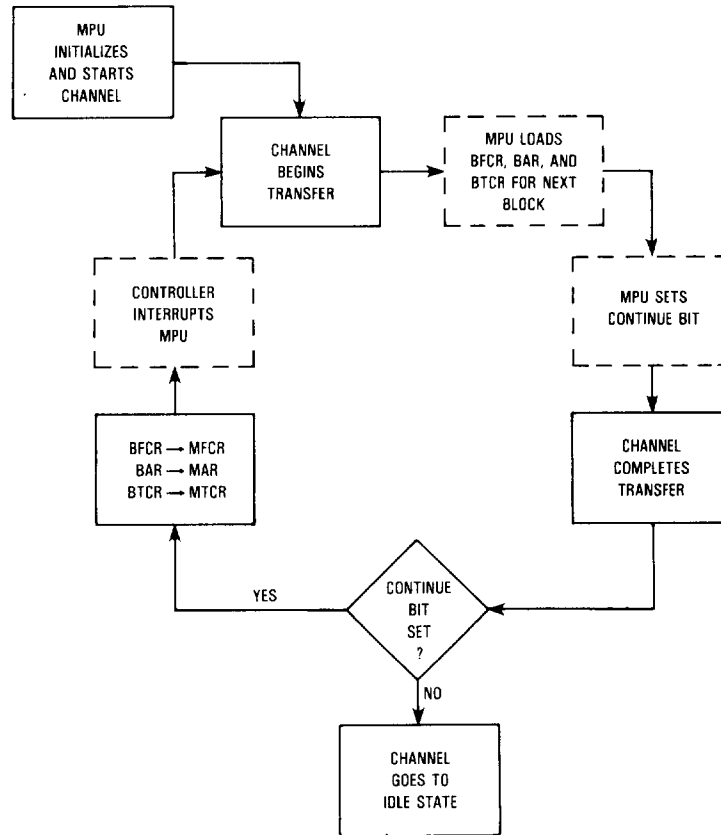 MPU
INITIALIZES
AND STARTS
CHANNEL
CHANNEL
BEGINS
TRANSFER
MPU LOADS
BFCR, BAR, AND
BTCR FOR NEXT
BLOCK
CONTROLLER
INTERRUPTS
MPU
MPU SETS
CONTINUE BIT
BFCR → MFCR
BAR → MAR
BTCR → MTCR
CHANNEL
COMPLETES
TRANSFER
YES
CONTINUE
BIT
SET
?
NO
CHANNEL
GOES TO
IDLE STATE